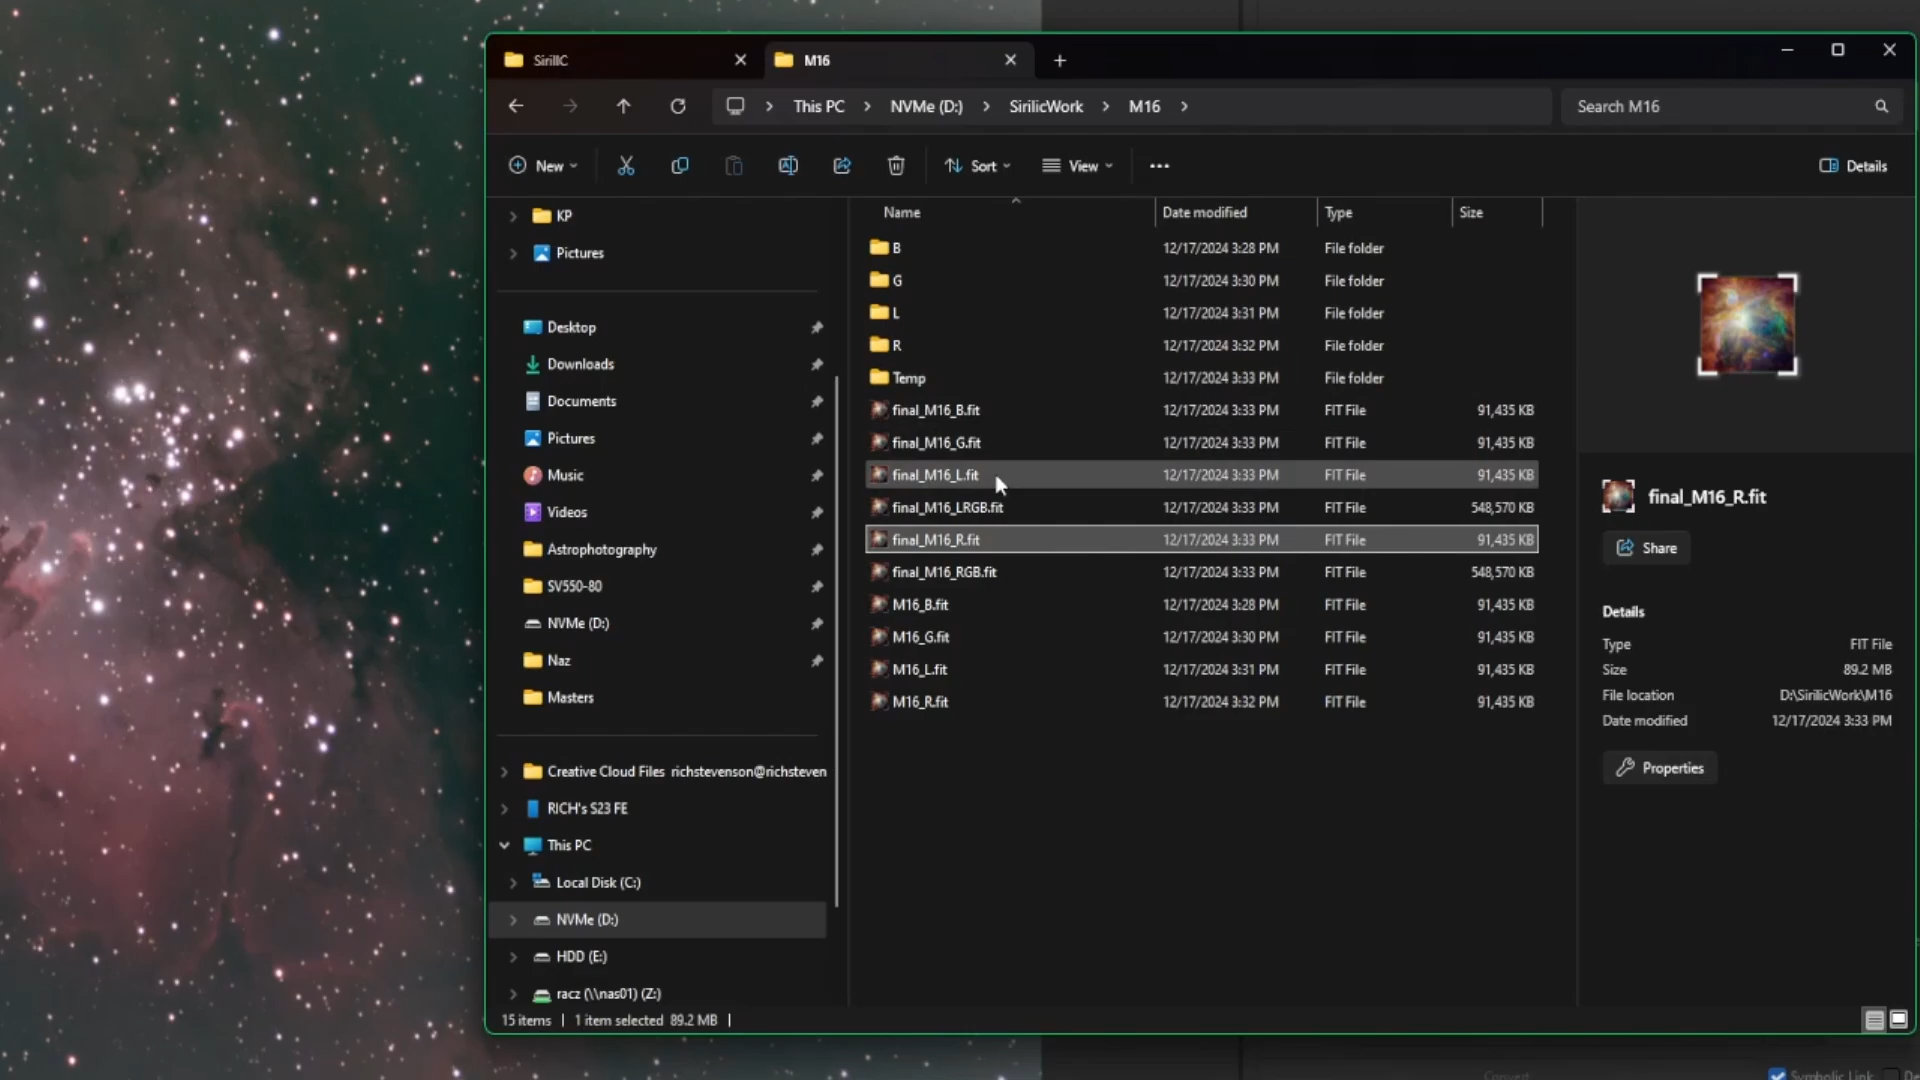 SirilIC
M16
This PC > NVMe (D:) > SirilicWork > M16 >
Search M16
New
Sort
View
Details
KP
Pictures
Desktop
Downloads
Documents
Pictures
Music
Videos
Astrophotography
SV550-80
NVMe (D:)
Naz
Masters
Creative Cloud Files richstevenson@richsteven
RICH's S23 FE
This PC
Local Disk (C:)
NVMe (D:)
HDD (E:)
racz (\\nas01) (Z:)
Name Date modified Type Size
B 12/17/2024 3:28 PM File folder
G 12/17/2024 3:30 PM File folder
L 12/17/2024 3:31 PM File folder
R 12/17/2024 3:32 PM File folder
Temp 12/17/2024 3:33 PM File folder
final_M16_B.fit 12/17/2024 3:33 PM FIT File 91,435 KB
final_M16_G.fit 12/17/2024 3:33 PM FIT File 91,435 KB
final_M16_L.fit 12/17/2024 3:33 PM FIT File 91,435 KB
final_M16_LRGB.fit 12/17/2024 3:33 PM FIT File 548,570 KB
final_M16_R.fit 12/17/2024 3:33 PM FIT File 91,435 KB
final_M16_RGB.fit 12/17/2024 3:33 PM FIT File 548,570 KB
M16_B.fit 12/17/2024 3:28 PM FIT File 91,435 KB
M16_G.fit 12/17/2024 3:30 PM FIT File 91,435 KB
M16_L.fit 12/17/2024 3:31 PM FIT File 91,435 KB
M16_R.fit 12/17/2024 3:32 PM FIT File 91,435 KB
final_M16_R.fit
Share
Details
Type FIT File
Size 89.2 MB
File location D:\SirilicWork\M16
Date modified 12/17/2024 3:33 PM
Properties
15 items | 1 item selected 89.2 MB |
Convert
Symbolic Link De